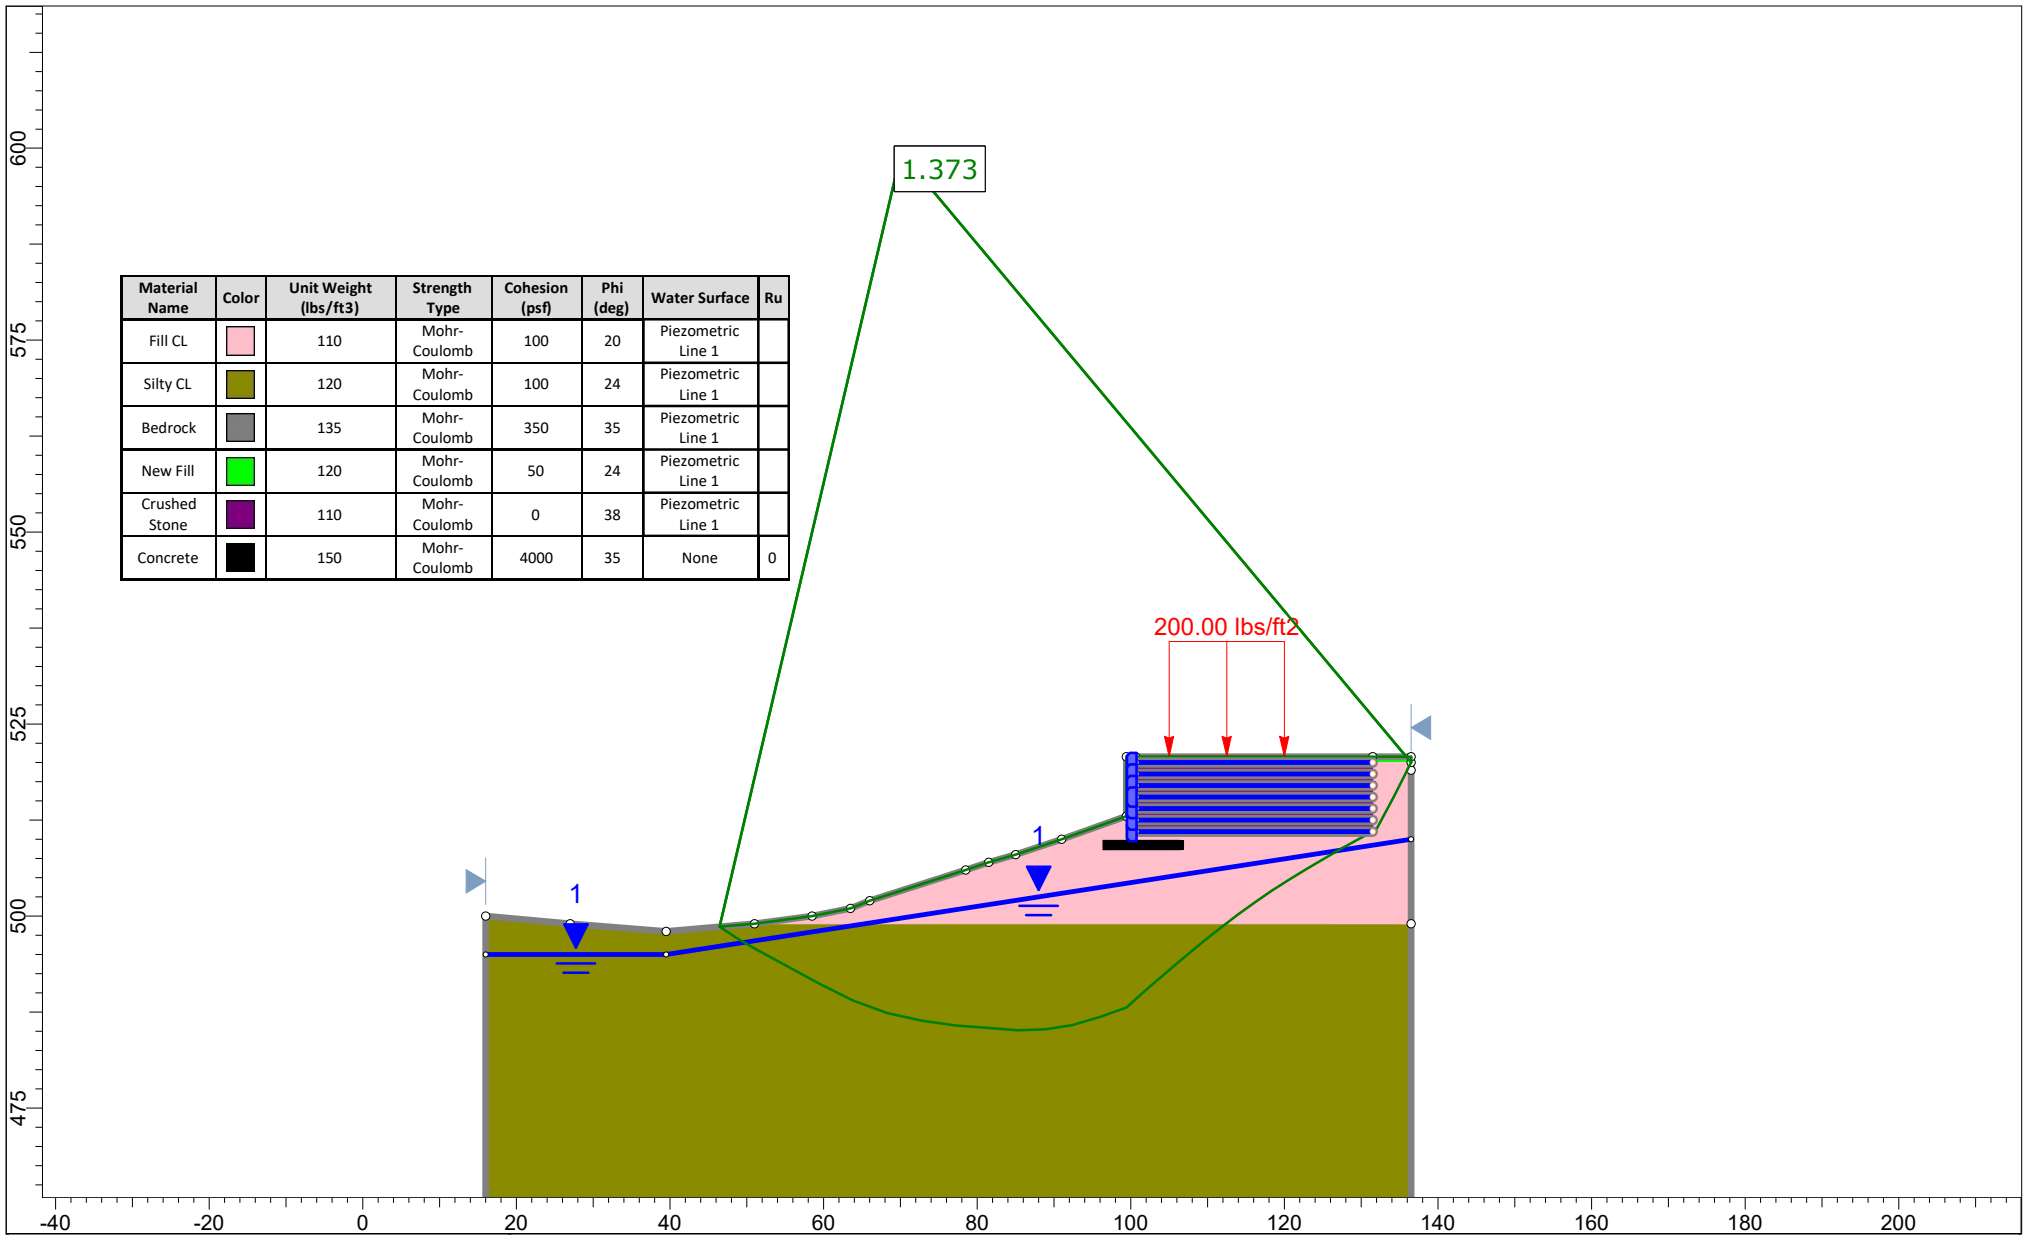 600
575
550
525
500
475
1.373
Material Name Color Unit Weight (lbs/ft3) Strength Type Cohesion (psf) Phi (deg) Water Surface Ru
Fill CL 110 Mohr-Coulomb 100 20 Piezometric Line 1
Silty CL 120 Mohr-Coulomb 100 24 Piezometric Line 1
Bedrock 135 Mohr-Coulomb 350 35 Piezometric Line 1
New Fill 120 Mohr-Coulomb 50 24 Piezometric Line 1
Crushed Stone 110 Mohr-Coulomb 0 38 Piezometric Line 1
Concrete 150 Mohr-Coulomb 4000 35 None 0
200.00 lbs/ft2
1
1
-40 -20 0 20 40 60 80 100 120 140 160 180 200